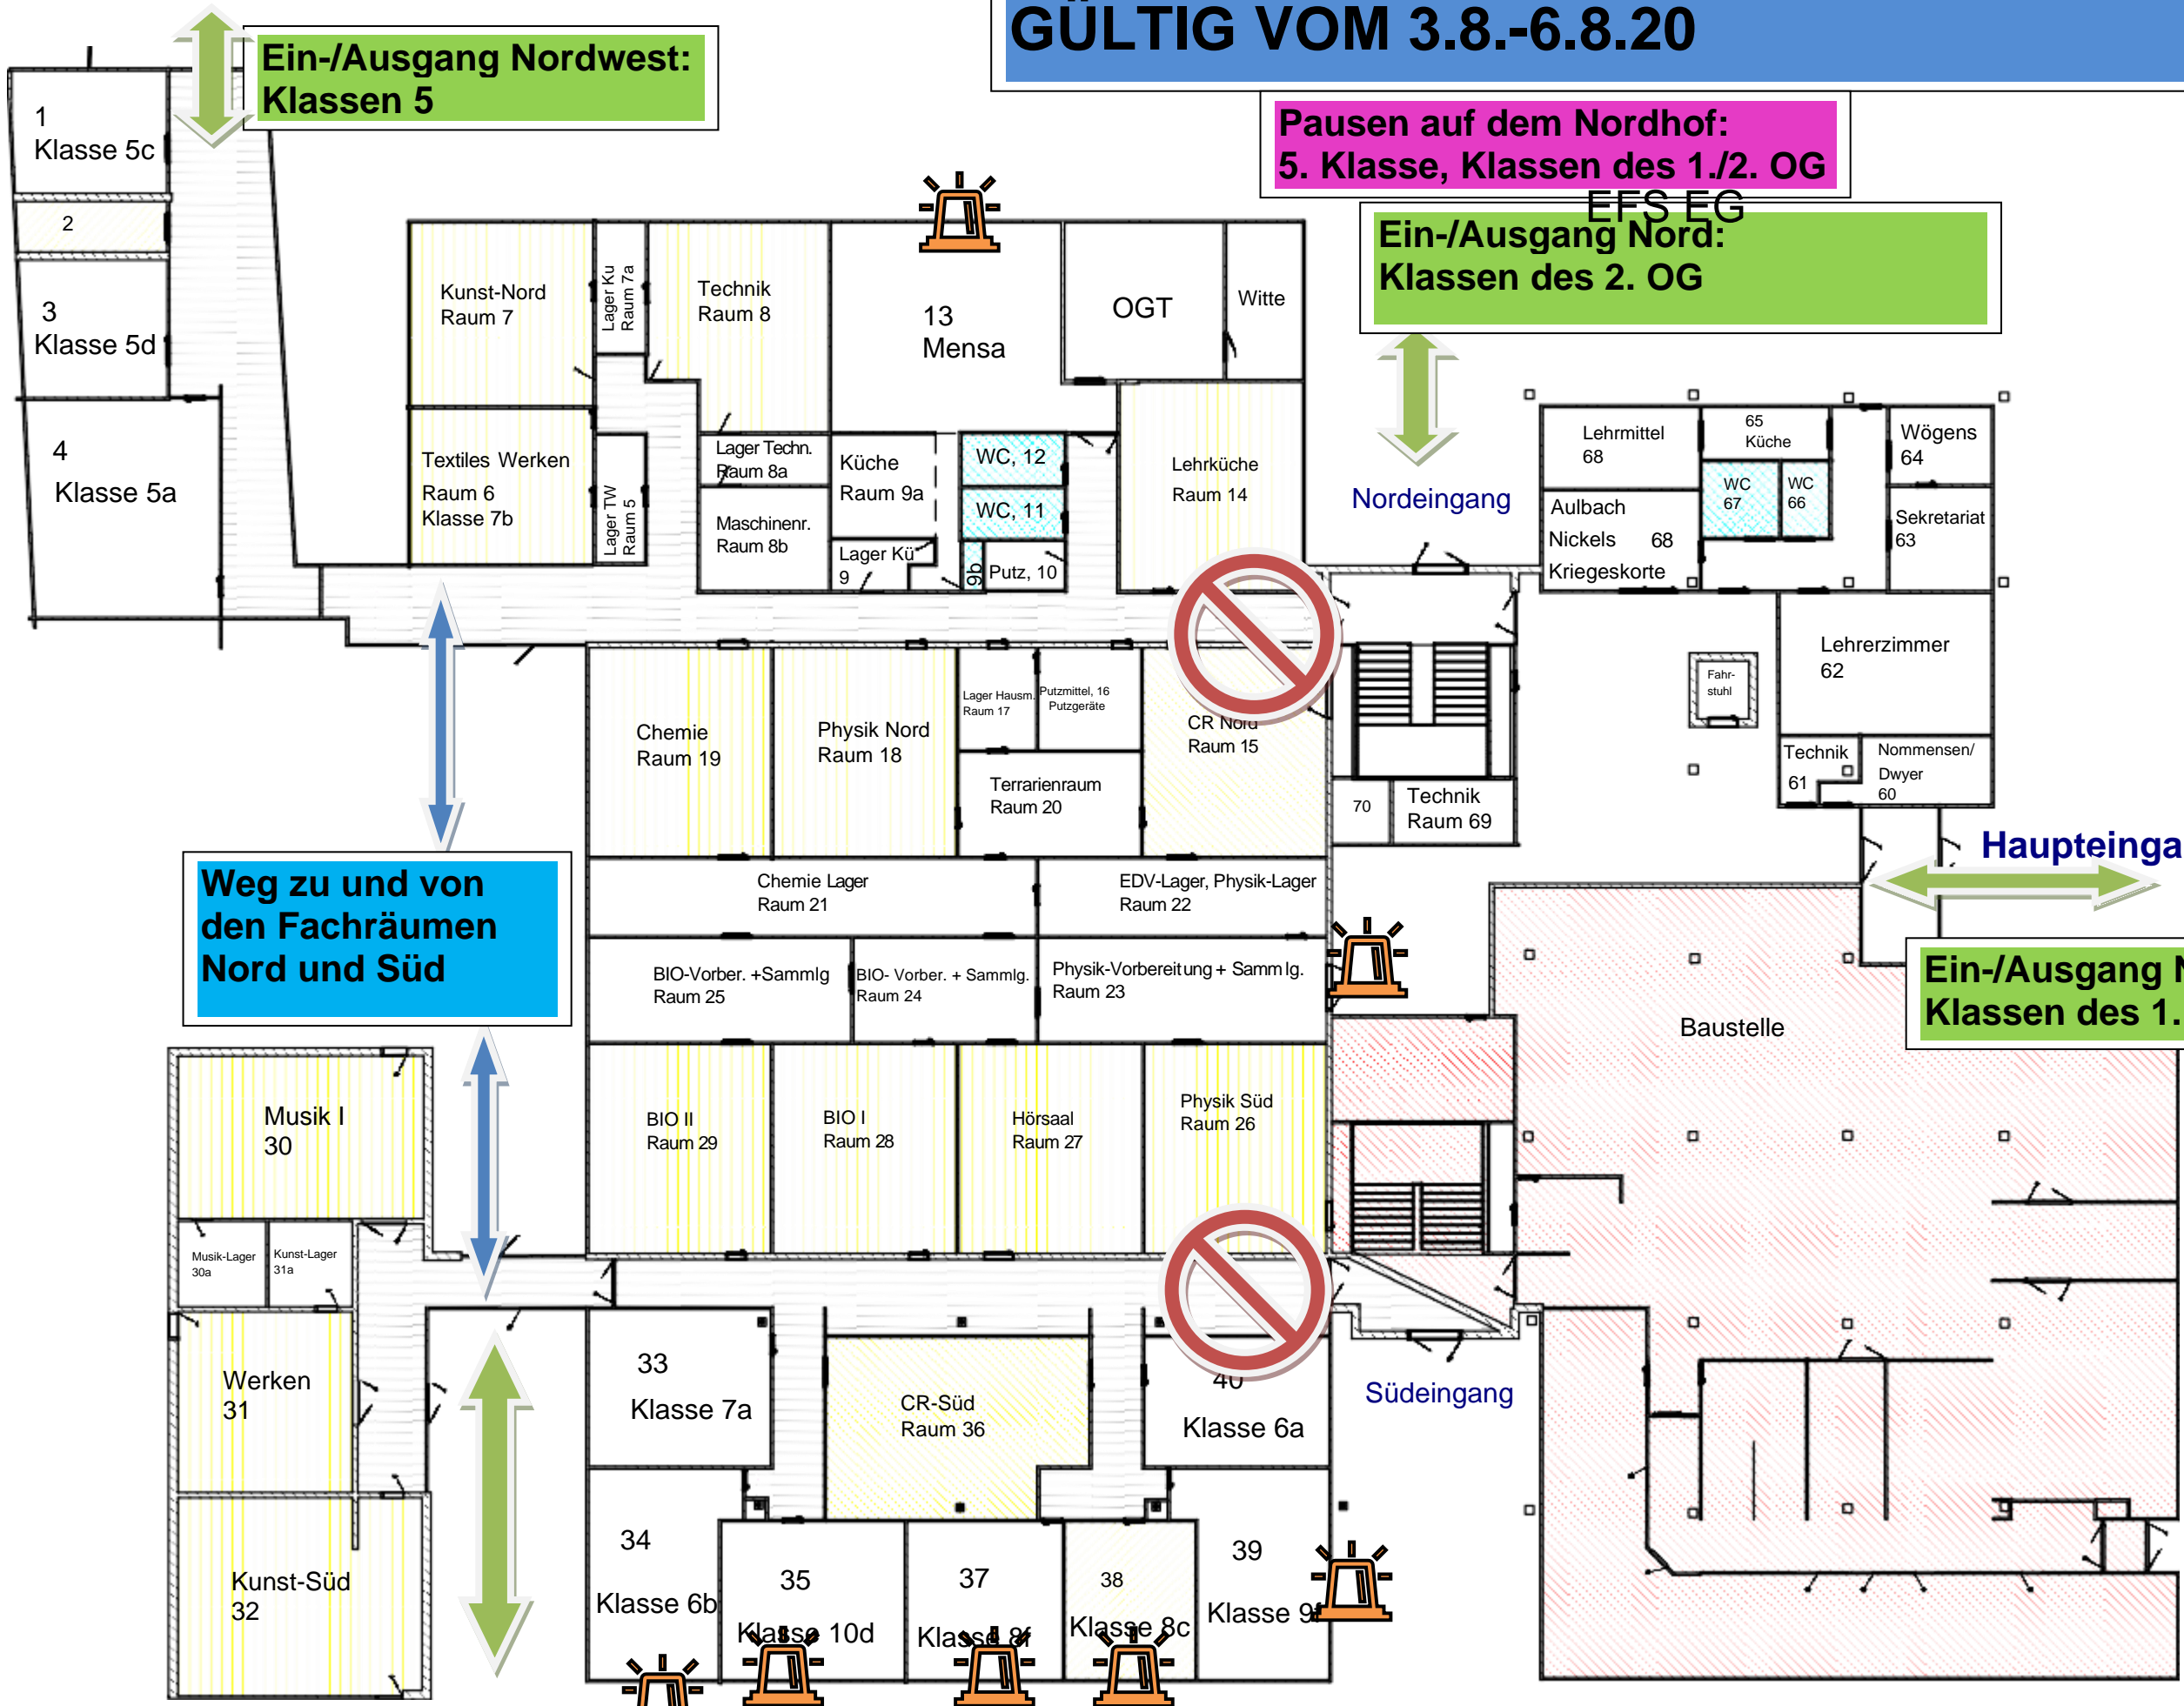 GÜLTIG VOM 3.8.-6.8.20
Ein-/Ausgang Nordwest:
Klassen 5
Pausen auf dem Nordhof:
5. Klasse, Klassen des 1./2. OG
EFS EG
Ein-/Ausgang Nord:
Klassen des 2. OG
1
Klasse 5c
2
3
Klasse 5d
4
Klasse 5a
Kunst-Nord
Raum 7
Lager Ku
Raum 7a
Technik
Raum 8
13
Mensa
OGT
Witte
Textiles Werken
Raum 6
Klasse 7b
Lager TW
Raum 5
Lager Techn.
Raum 8a
Maschinenr.
Raum 8b
Küche
Raum 9a
Lager Kü
9
WC, 12
WC, 11
9b
Putz, 10
Lehrküche
Raum 14
Nordeingang
Lehrmittel
68
65
Küche
Wögens
64
WC
67
WC
66
Aulbach
Nickels 68
Kriegeskorte
Sekretariat
63
Lehrerzimmer
62
Fahr-
stuhl
Technik
61
Nommensen/
Dwyer
60
Chemie
Raum 19
Physik Nord
Raum 18
Lager Hausm.
Raum 17
Putzmittel, 16
Putzgeräte
CR Nord
Raum 15
Terrarienraum
Raum 20
70
Technik
Raum 69
Haupteinga
Weg zu und von
den Fachräumen
Nord und Süd
Chemie Lager
Raum 21
EDV-Lager, Physik-Lager
Raum 22
BIO-Vorber. +Sammlg
Raum 25
BIO- Vorber. + Sammlg.
Raum 24
Physik-Vorbereitung + Sammlg.
Raum 23
Ein-/Ausgang N
Klassen des 1.
Baustelle
Musik I
30
BIO II
Raum 29
BIO I
Raum 28
Hörsaal
Raum 27
Physik Süd
Raum 26
Musik-Lager
30a
Kunst-Lager
31a
Werken
31
Kunst-Süd
32
33
Klasse 7a
CR-Süd
Raum 36
40
Klasse 6a
Südeingang
34
Klasse 6b
35
Klasse 10d
37
Klasse 8f
38
Klasse 8c
39
Klasse